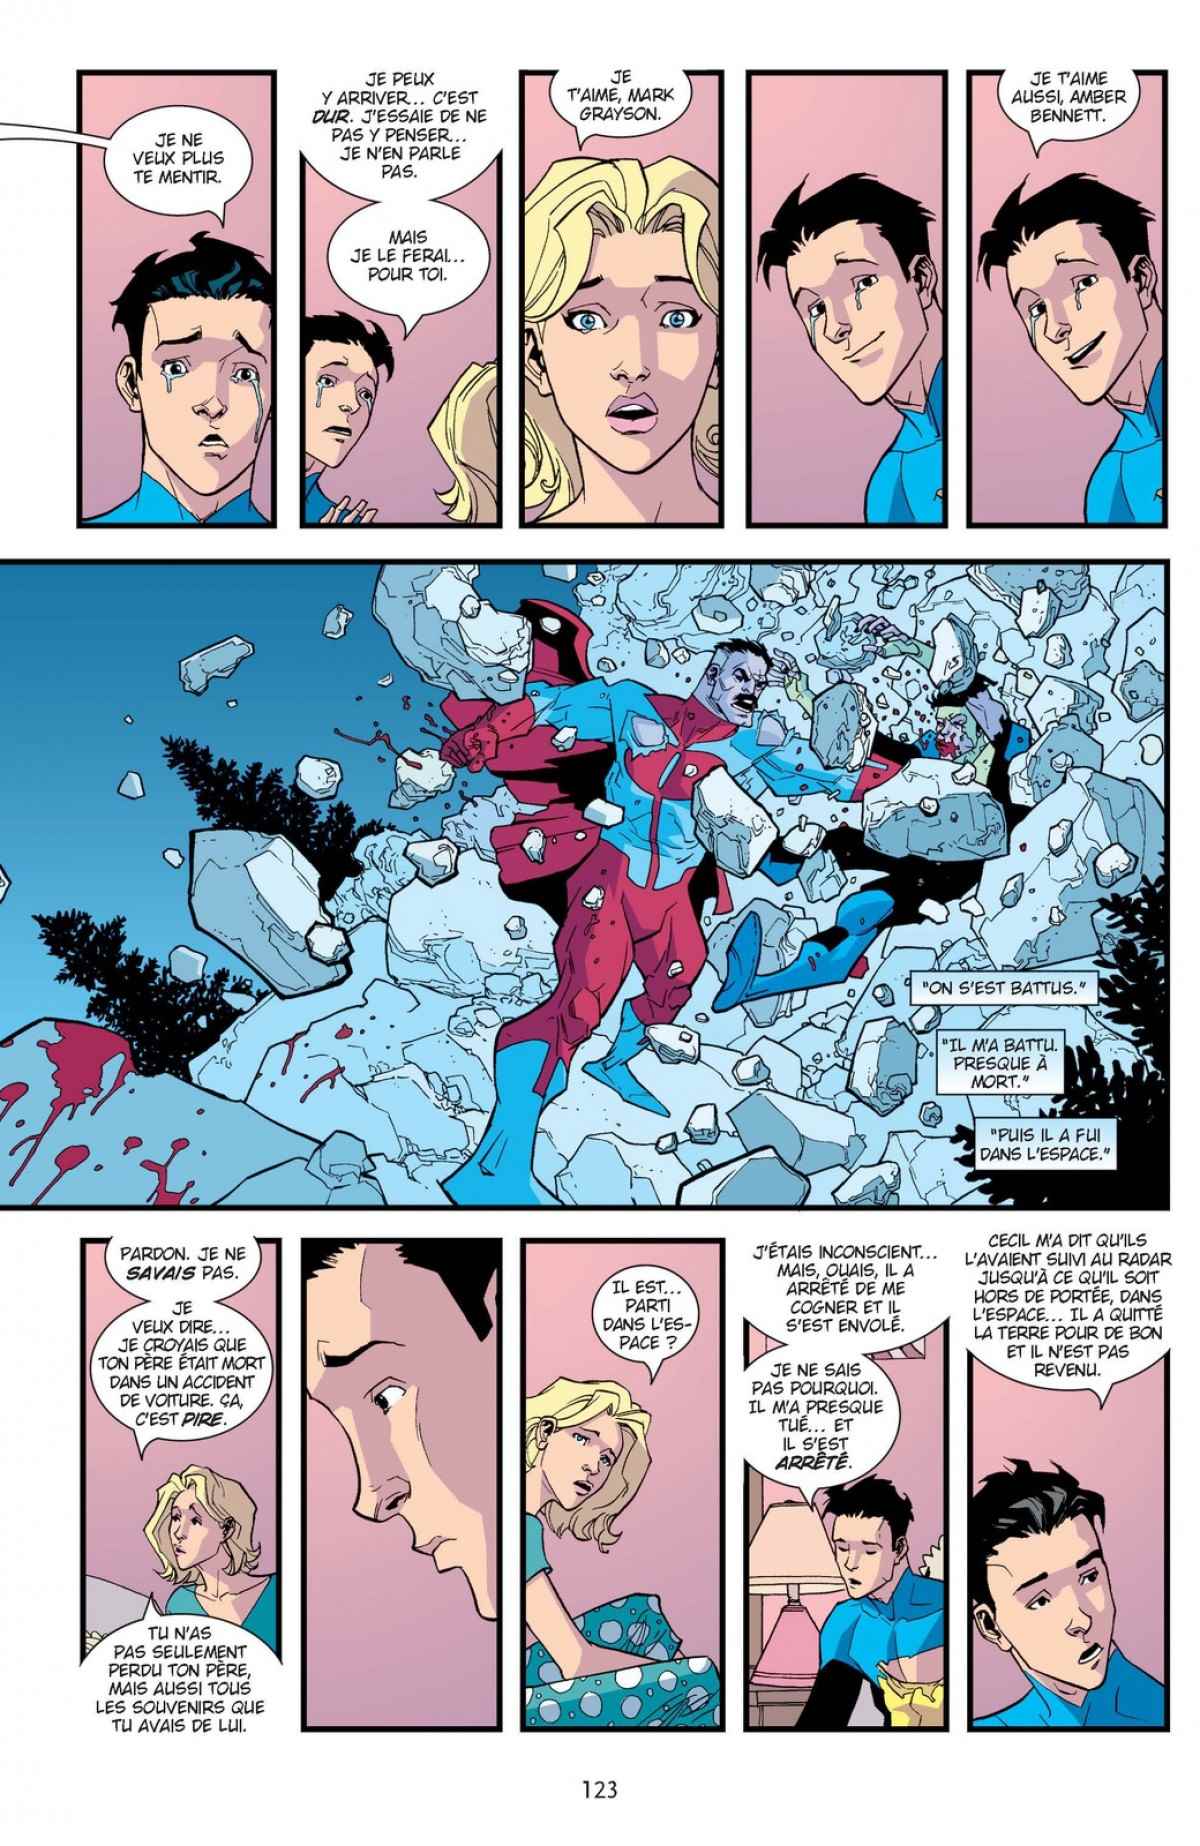 JE NE
VEUX PLUS
TE MENTIR.
JE PEUX
Y ARRIVER... C'EST
DUR. J'ESSAIE DE NE
PAS Y PENSER...
JE N'EN PARLE
PAS.
MAIS
JE LE FERAI...
POUR TOI.
JE
T'AIME, MARK
GRAYSON.
JE T'AIME
AUSSI, AMBER
BENNETT.
"ON S'EST BATTUS."
"IL M'A BATTU.
PRESQUE À
MORT."
"PUIS IL A FUI
DANS L'ESPACE."
PARDON. JE NE
SAVAIS PAS.
JE
VEUX DIRE...
JE CROYAIS QUE
TON PÈRE ÉTAIT MORT
DANS UN ACCIDENT
DE VOITURE. ÇA,
C'EST PIRE.
TU N'AS
PAS SEULEMENT
PERDU TON PÈRE,
MAIS AUSSI TOUS
LES SOUVENIRS QUE
TU AVAIS DE LUI.
IL EST...
PARTI
DANS L'ES-
PACE ?
J'ÉTAIS INCONSCIENT...
MAIS, OUAIS, IL A
ARRÊTÉ DE ME
COGNER ET IL
S'EST ENVOLÉ.
JE NE SAIS
PAS POURQUOI.
IL M'A PRESQUE
TUÉ... ET
IL S'EST
ARRÊTÉ.
CECIL M'A DIT QU'ILS
L'AVAIENT SUIVI AU RADAR
JUSQU'À CE QU'IL SOIT
HORS DE PORTÉE, DANS
L'ESPACE... IL A QUITTÉ
LA TERRE POUR DE BON
ET IL N'EST PAS
REVENU.
123